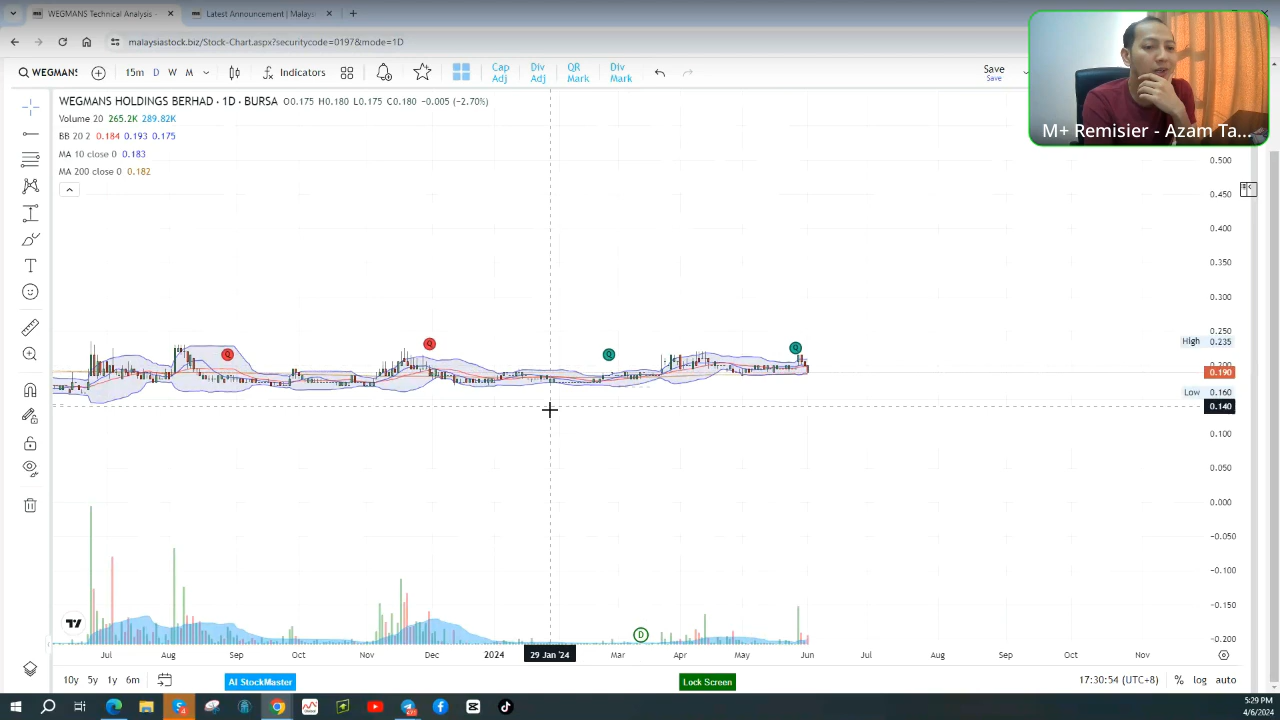 WEGMANS Technical Analysis -
Latest Announcement | Malays
malaysiastock.biz/Stock-Chart.aspx?securitycode=0197&mode=1D
WEGMANS
15m D W M
Indicators
Cap Adj
Div Adj
QR Mark
Div Mark
Save
Save
M+ Remisier - Azam Ta...
WEGMANS HOLDINGS BERHAD · 1D · BURSA O0.175 H0.180 L0.175 C0.180 -0.005 (-2.70%)
Volume 20 265.2K 289.82K
BB 20 2 0.184 0.193 0.175
MA 10 close 0 0.183
MA 200 close 0 0.182
0.500
0.450
0.400
0.350
0.300
0.250
High 0.235
0.190
Low 0.160
0.140
0.100
0.050
0.000
-0.050
-0.100
-0.150
-0.200
Q
Q
Q
Q
D
Jul Aug Sep Oct Nov Dec 2024 29 Jan '24 Mar Apr May Jun Jul Aug Sep Oct Nov
10y 5y 1y 6m
AI StockMaster
Lock Screen
17:30:54 (UTC+8) % log auto
5:29 PM
4/6/2024